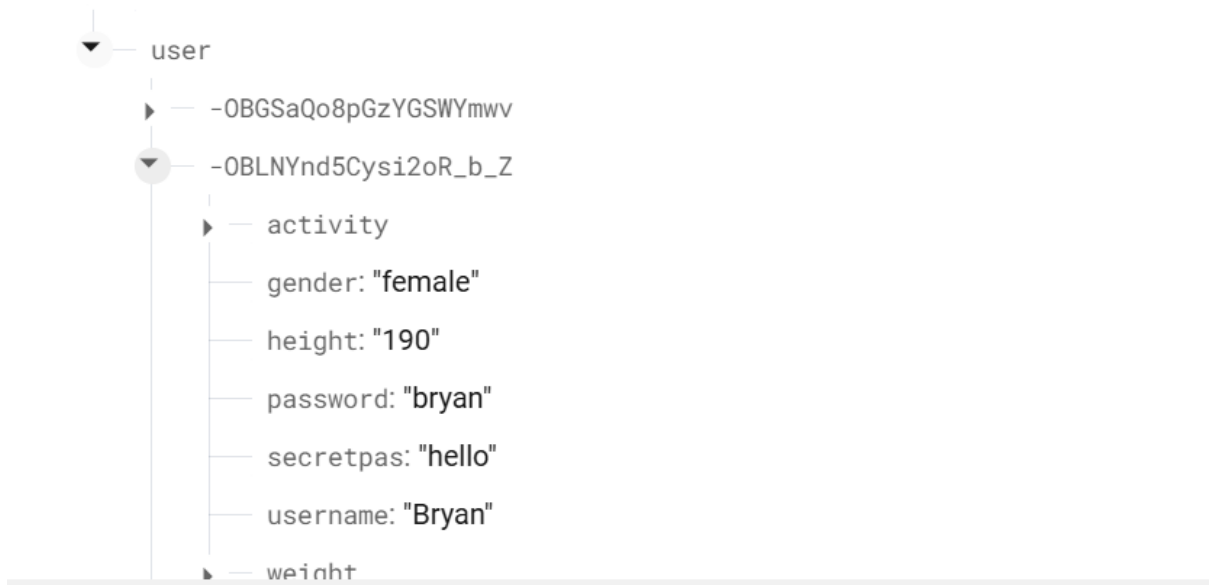 user
-OBGSaQo8pGzYGSWYmwv
-OBLNYnd5Cysi2oR_b_Z
activity
gender: "female"
height: "190"
password: "bryan"
secretpas: "hello"
username: "Bryan"
weight